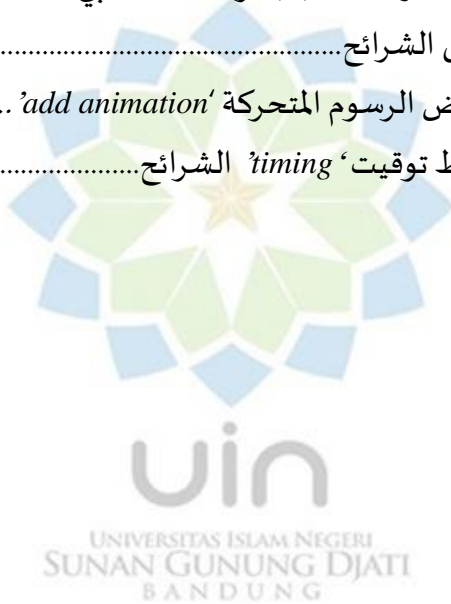 الشرائح..............................................
الرسوم المتحركة ‘add animation’..
توقيت ‘timing’ الشرائح...................
uin
UNIVERSITAS ISLAM NEGERI
SUNAN GUNUNG DJATI
BANDUNG